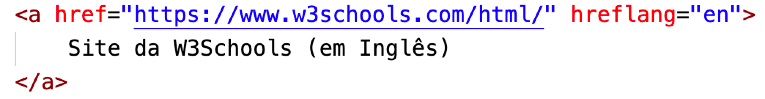 <a href="https://www.w3schools.com/html/" hreflang="en">
Site da W3Schools (em Inglês)
</a>